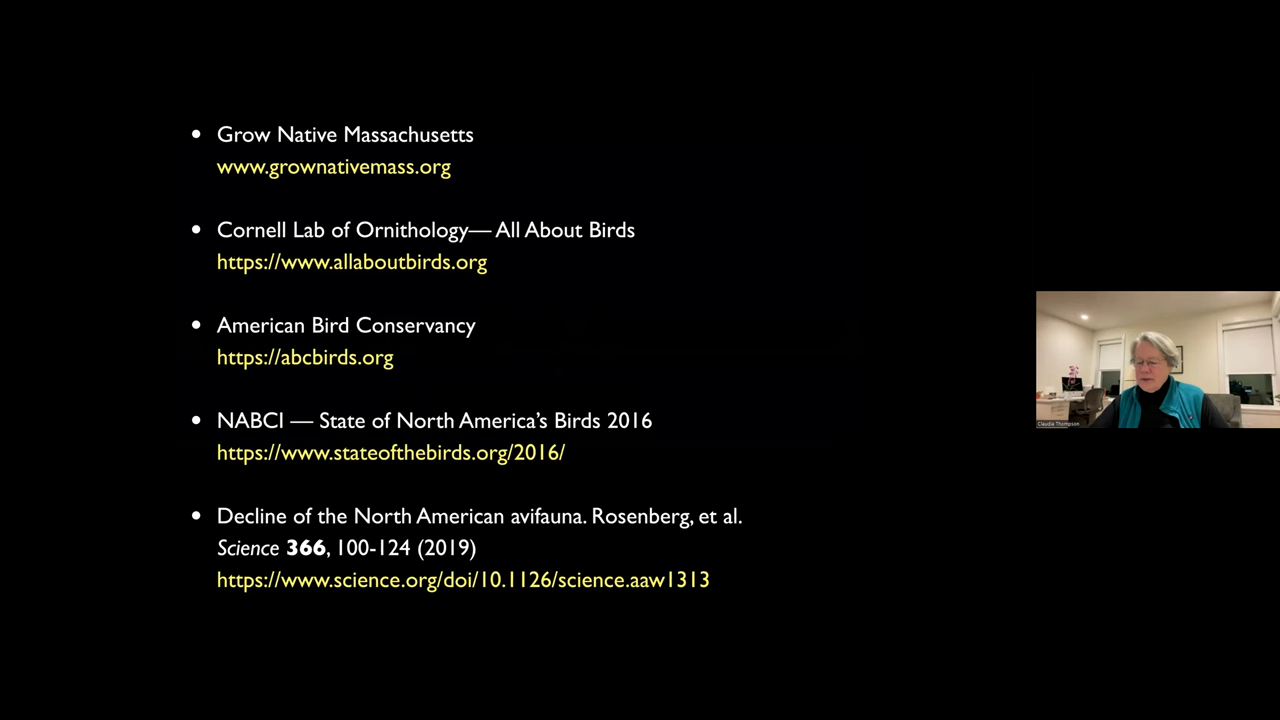 • Grow Native Massachusetts
www.grownativemass.org
• Cornell Lab of Ornithology— All About Birds
https://www.allaboutbirds.org
• American Bird Conservancy
https://abcbirds.org
• NABCI — State of North America’s Birds 2016
https://www.stateofthebirds.org/2016/
• Decline of the North American avifauna. Rosenberg, et al.
Science 366, 100-124 (2019)
https://www.science.org/doi/10.1126/science.aaw1313
Claudia Thompson